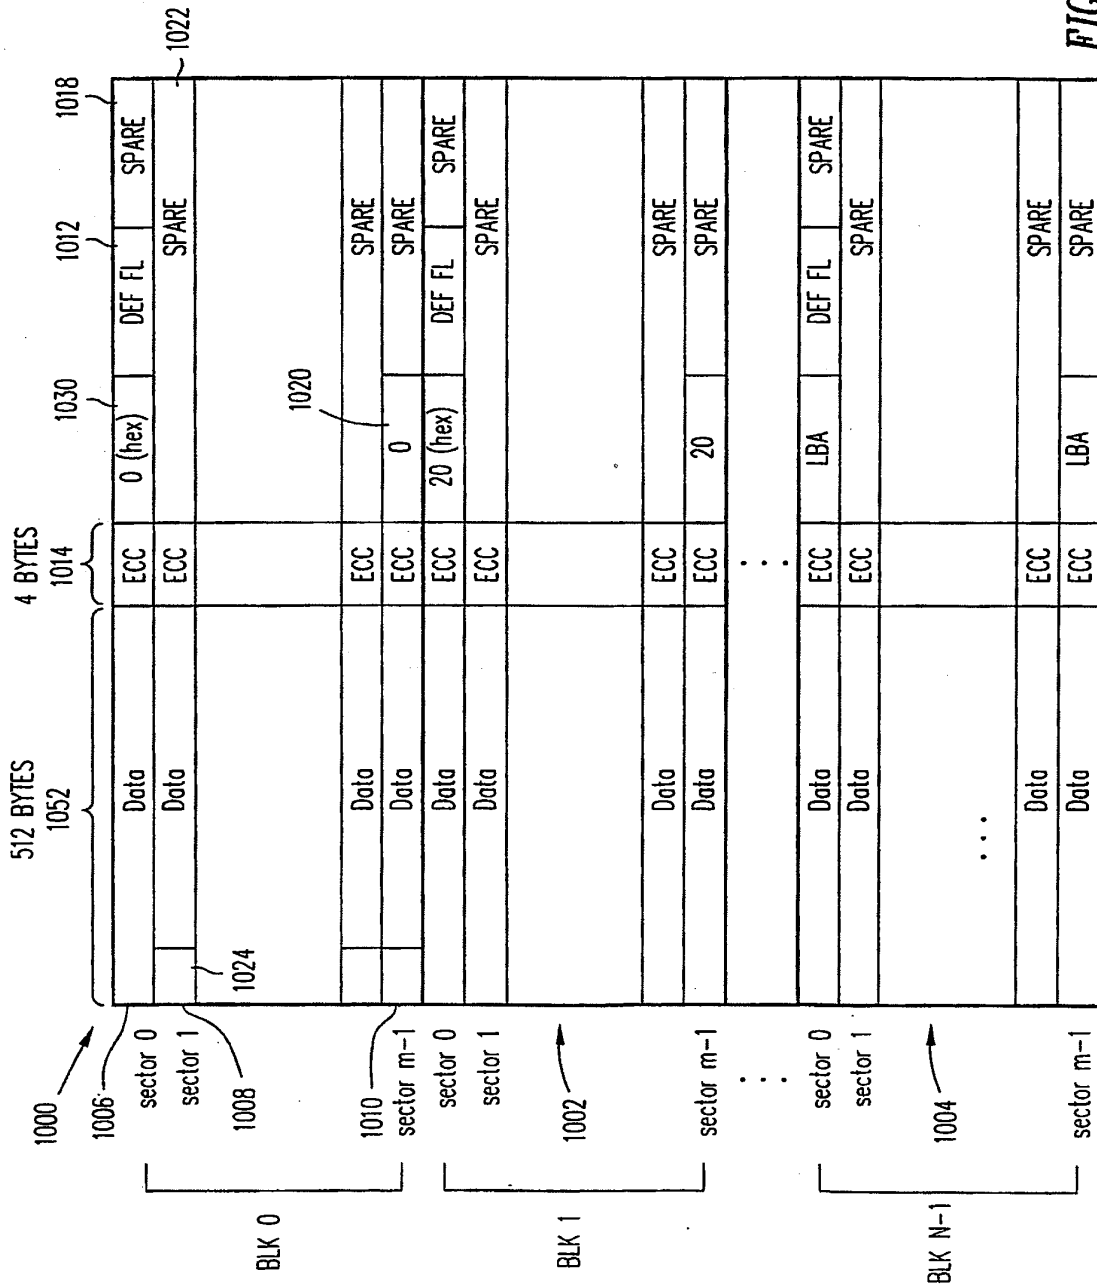 512 BYTES 4 BYTES
1000 1052 1014 1030 1012 1018
1006
sector 0 Data ECC 0 (hex) DEF FL SPARE
sector 1 Data ECC SPARE
1008 1024 1022
BLK 0
Data ECC SPARE
1010
sector m-1 Data ECC 0 SPARE
1020
sector 0 Data ECC 20 (hex) DEF FL SPARE
sector 1 Data ECC SPARE
BLK 1
1002
Data ECC SPARE
sector m-1 Data ECC 20 SPARE
. . . . . .
sector 0 Data ECC LBA DEF FL SPARE
sector 1 Data ECC SPARE
BLK N-1
1004
. . .
Data ECC SPARE
sector m-1 Data ECC LBA SPARE
FIG